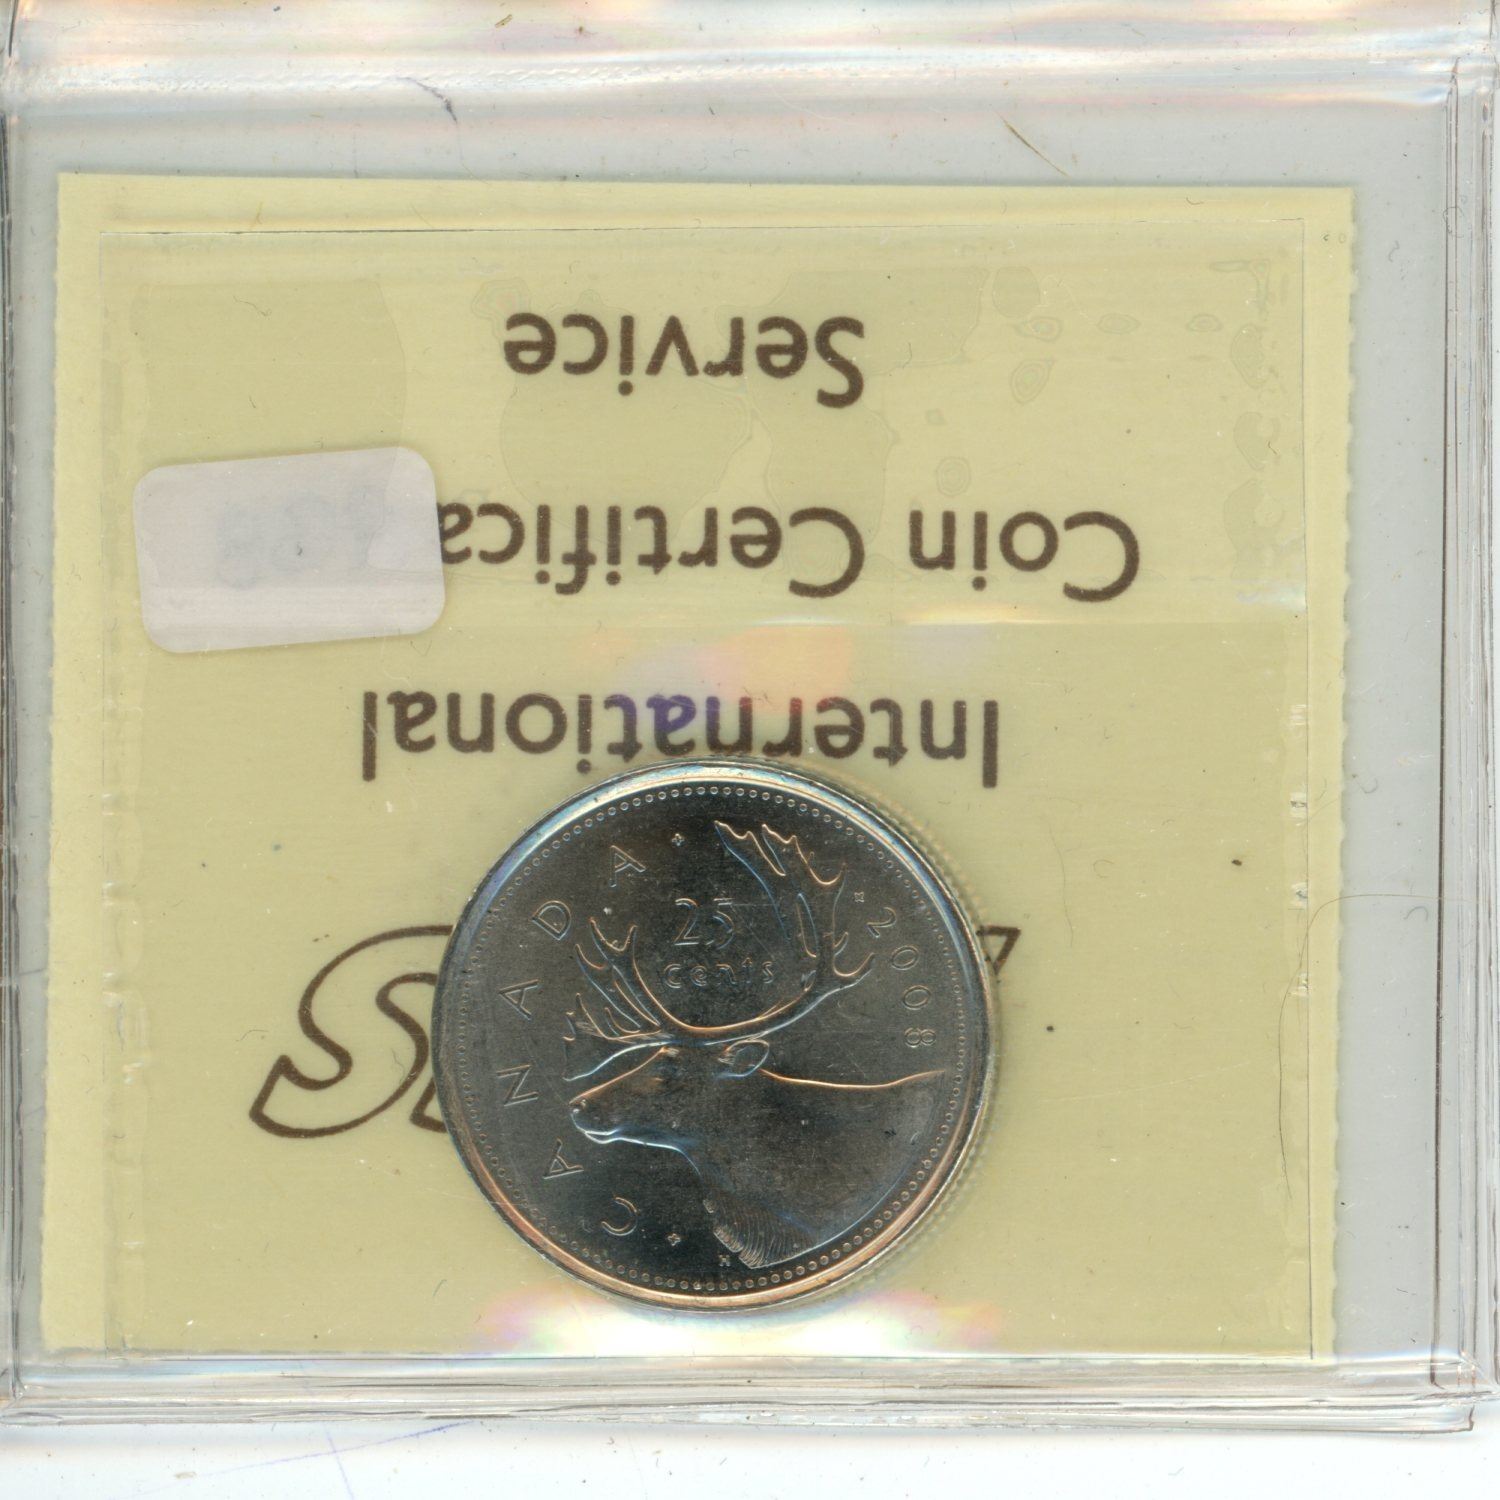 International
Coin Certifica
Service
CANADA
25
cents
2008
H